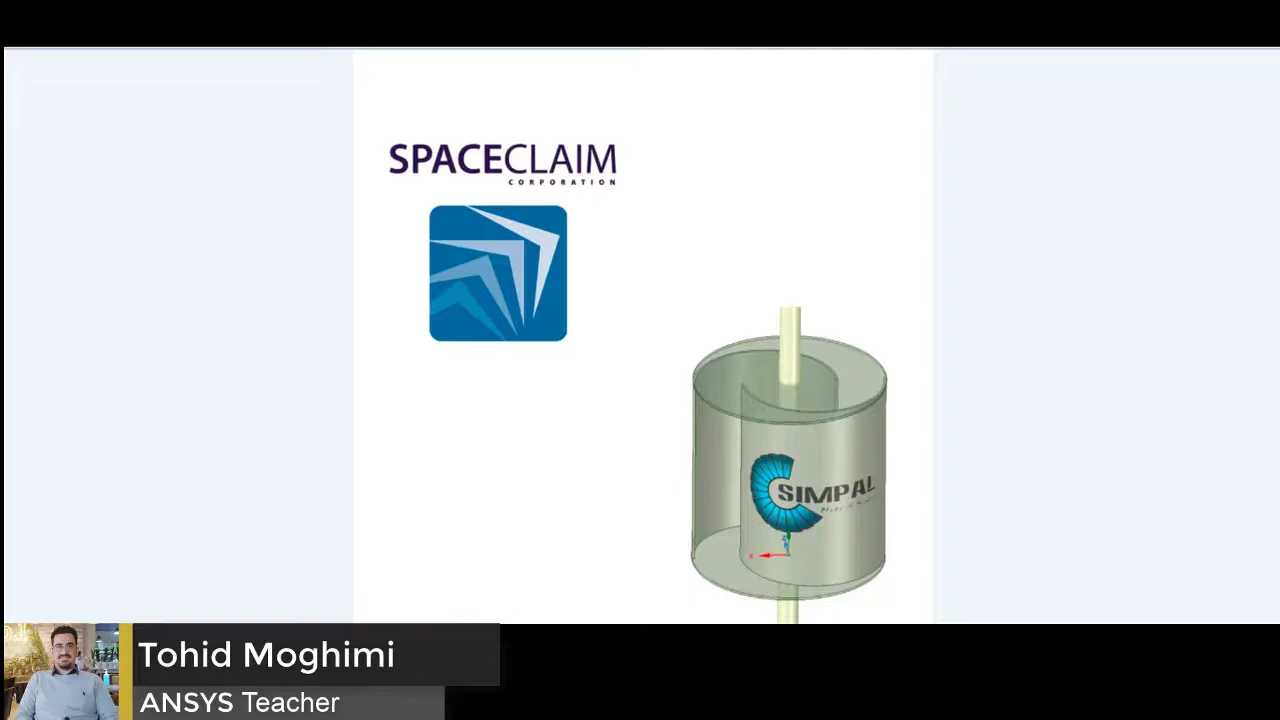 SPACECLAIM
CORPORATION
SIMPAL
x
Tohid Moghimi
ANSYS Teacher